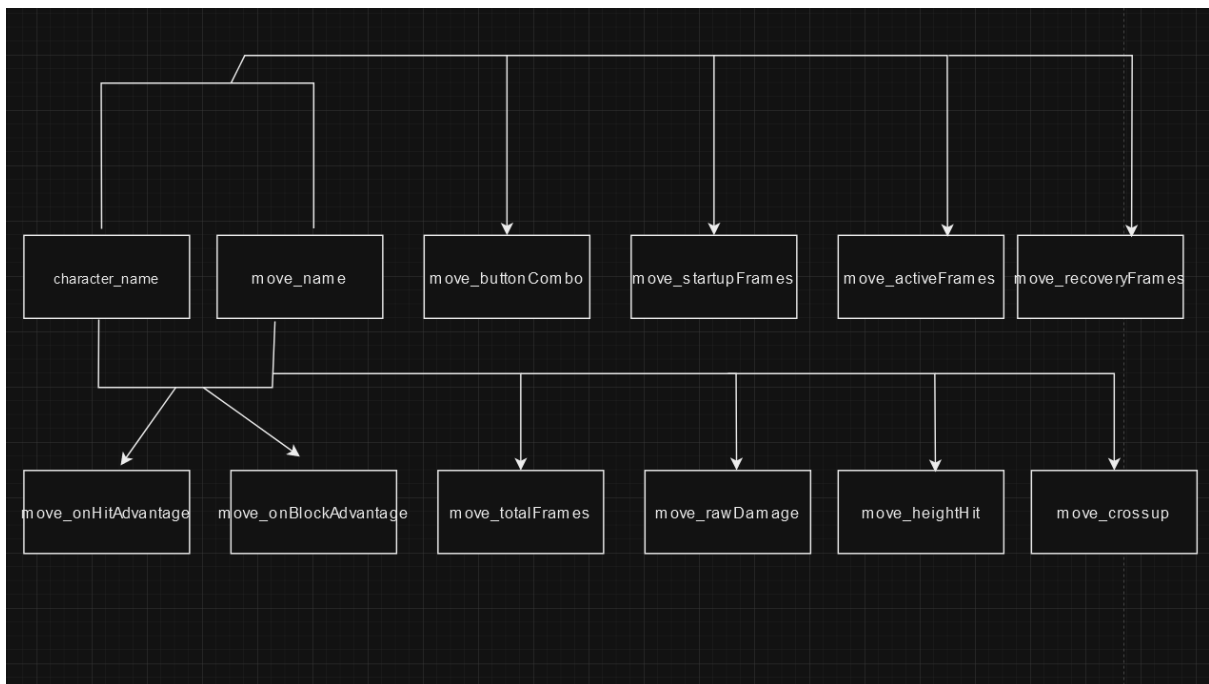 character_name
move_name
move_buttonCombo
move_startupFrames
move_activeFrames
move_recoveryFrames
move_onHitAdvantage
move_onBlockAdvantage
move_totalFrames
move_rawDamage
move_heightHit
move_crossup